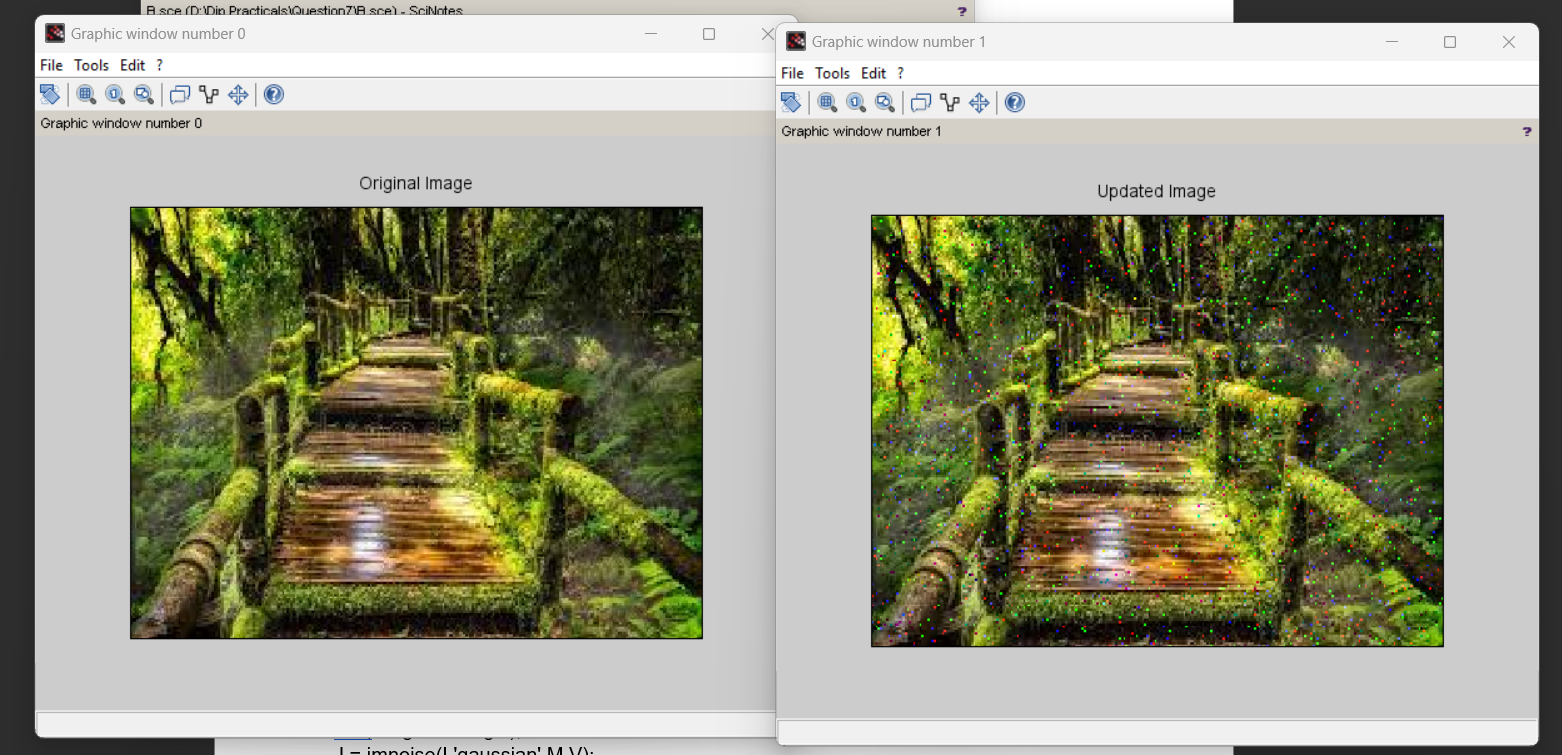 B.sce (D:\Dip Practicals\Question7\B.sce) - SciNotes
?
Graphic window number 0
File Tools Edit ?
Graphic window number 0
Original Image
Graphic window number 1
File Tools Edit ?
Graphic window number 1
?
Updated Image
J = imnoise(I,'gaussian',M,V);